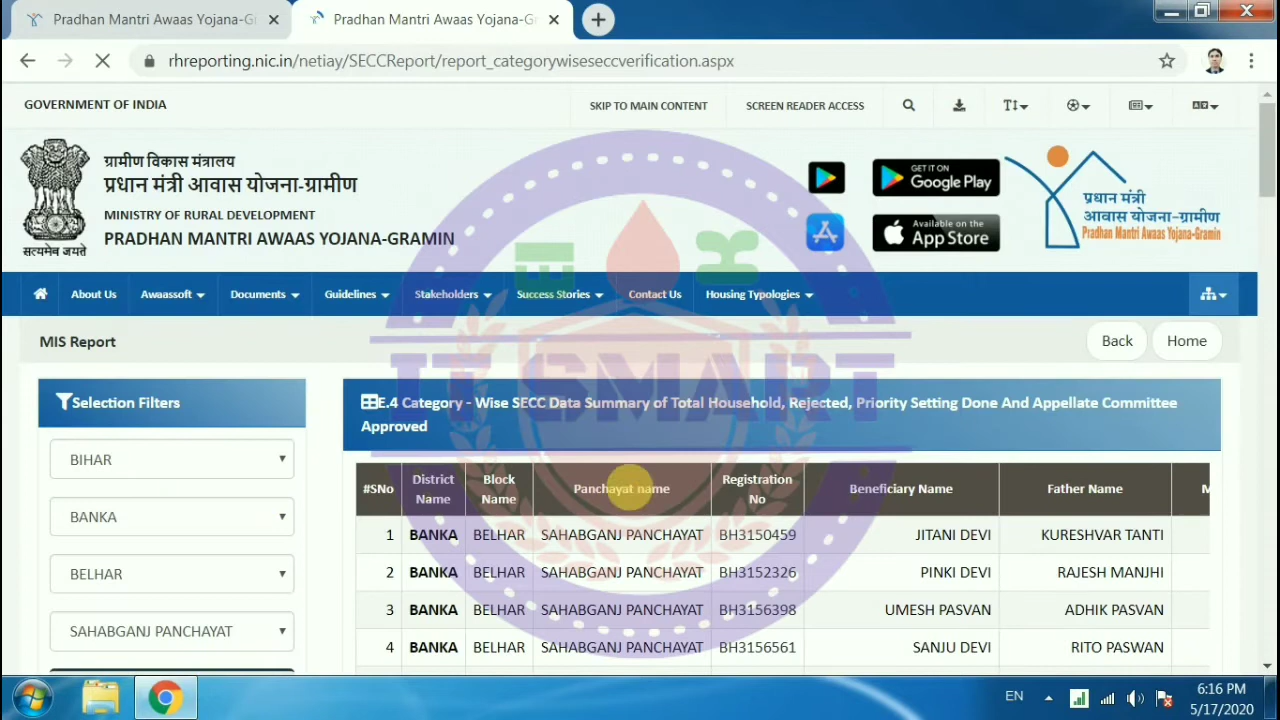 Pradhan Mantri Awaas Yojana-G
Pradhan Mantri Awaas Yojana-G
rhreporting.nic.in/netiay/SECCReport/report_categorywiseseccverification.aspx
GOVERNMENT OF INDIA
SKIP TO MAIN CONTENT
SCREEN READER ACCESS
ग्रामीण विकास मंत्रालय
प्रधान मंत्री आवास योजना-ग्रामीण
MINISTRY OF RURAL DEVELOPMENT
PRADHAN MANTRI AWAAS YOJANA-GRAMIN
सत्यमेव जयते
GET IT ON
Google Play
Available on the
App Store
प्रधान मंत्री
आवास योजना-ग्रामीण
Pradhan Mantri Awaas Yojana-Gramin
About Us
Awaassoft
Documents
Guidelines
Stakeholders
Success Stories
Contact Us
Housing Typologies
MIS Report
Back
Home
IT SMART
Selection Filters
BIHAR
BANKA
BELHAR
SAHABGANJ PANCHAYAT
E.4 Category - Wise SECC Data Summary of Total Household, Rejected, Priority Setting Done And Appellate Committee
Approved
#SNo District Name Block Name Panchayat name Registration No Beneficiary Name Father Name M
1 BANKA BELHAR SAHABGANJ PANCHAYAT BH3150459 JITANI DEVI KURESHVAR TANTI
2 BANKA BELHAR SAHABGANJ PANCHAYAT BH3152326 PINKI DEVI RAJESH MANJHI
3 BANKA BELHAR SAHABGANJ PANCHAYAT BH3156398 UMESH PASVAN ADHIK PASVAN
4 BANKA BELHAR SAHABGANJ PANCHAYAT BH3156561 SANJU DEVI RITO PASWAN
EN
6:16 PM
5/17/2020